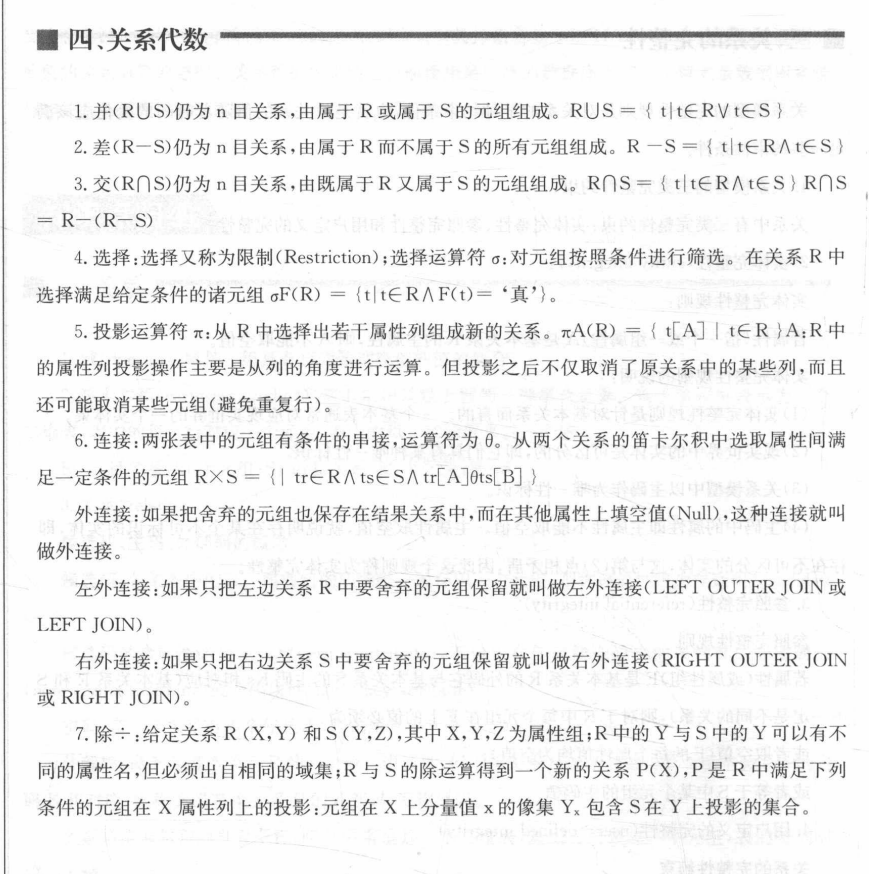 四、关系代数
1. 并(R∪S)仍为 n 目关系,由属于 R 或属于 S 的元组组成。R∪S = { t|t∈R∨t∈S }
2. 差(R−S)仍为 n 目关系,由属于 R 而不属于 S 的所有元组组成。R −S = { t|t∈R∧t∈S }
3. 交(R∩S)仍为 n 目关系,由既属于 R 又属于 S 的元组组成。R∩S = { t|t∈R∧t∈S } R∩S
= R−(R−S)
4. 选择:选择又称为限制(Restriction);选择运算符 σ:对元组按照条件进行筛选。在关系 R 中
选择满足给定条件的诸元组 σF(R) = {t|t∈R∧F(t)= ‘真’}。
5. 投影运算符 π:从 R 中选择出若干属性列组成新的关系。πA(R) = { t[A] | t∈R }A:R 中
的属性列投影操作主要是从列的角度进行运算。但投影之后不仅取消了原关系中的某些列,而且
还可能取消某些元组(避免重复行)。
6. 连接:两张表中的元组有条件的串接,运算符为 θ。从两个关系的笛卡尔积中选取属性间满
足一定条件的元组 R×S = {| tr∈R∧ts∈S∧tr[A]θts[B] }
外连接:如果把舍弃的元组也保存在结果关系中,而在其他属性上填空值(Null),这种连接就叫
做外连接。
左外连接:如果只把左边关系 R 中要舍弃的元组保留就叫做左外连接(LEFT OUTER JOIN 或
LEFT JOIN)。
右外连接:如果只把右边关系 S 中要舍弃的元组保留就叫做右外连接(RIGHT OUTER JOIN
或 RIGHT JOIN)。
7. 除÷:给定关系 R (X,Y) 和 S (Y,Z),其中 X,Y,Z 为属性组;R 中的 Y 与 S 中的 Y 可以有不
同的属性名,但必须出自相同的域集;R 与 S 的除运算得到一个新的关系 P(X),P 是 R 中满足下列
条件的元组在 X 属性列上的投影:元组在 X 上分量值 x 的像集 Yₓ 包含 S 在 Y 上投影的集合。